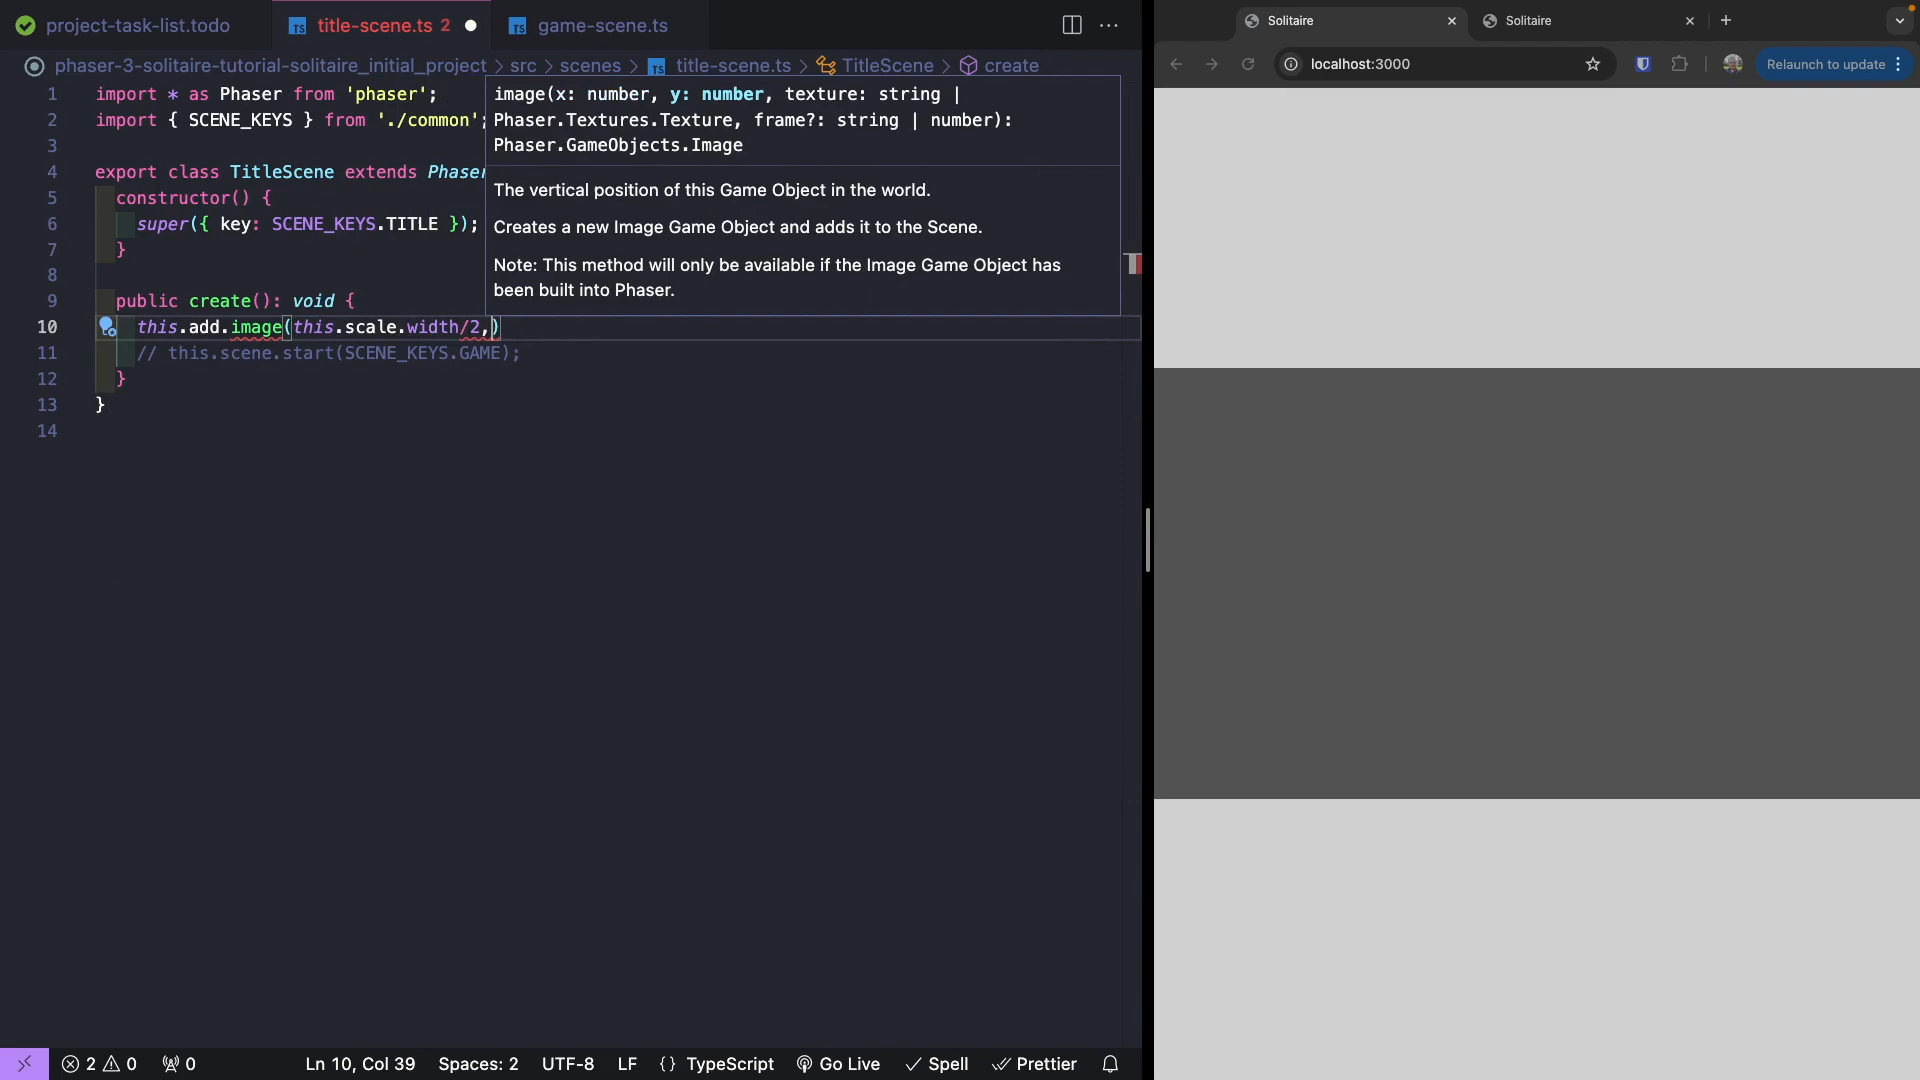 project-task-list.todo
title-scene.ts 2
game-scene.ts
phaser-3-solitaire-tutorial-solitaire_initial_project > src > scenes > TS title-scene.ts > TitleScene > create
1 import * as Phaser from 'phaser';
2 import { SCENE_KEYS } from './common';
3
4 export class TitleScene extends Phaser
5 constructor() {
6 super({ key: SCENE_KEYS.TITLE });
7 }
8
9 public create(): void {
10 this.add.image(this.scale.width/2,)
11 // this.scene.start(SCENE_KEYS.GAME);
12 }
13 }
14
image(x: number, y: number, texture: string |
Phaser.Textures.Texture, frame?: string | number):
Phaser.GameObjects.Image
The vertical position of this Game Object in the world.
Creates a new Image Game Object and adds it to the Scene.
Note: This method will only be available if the Image Game Object has
been built into Phaser.
2 0 0 Ln 10, Col 39 Spaces: 2 UTF-8 LF {} TypeScript Go Live Spell Prettier
Solitaire
Solitaire
localhost:3000
Relaunch to update